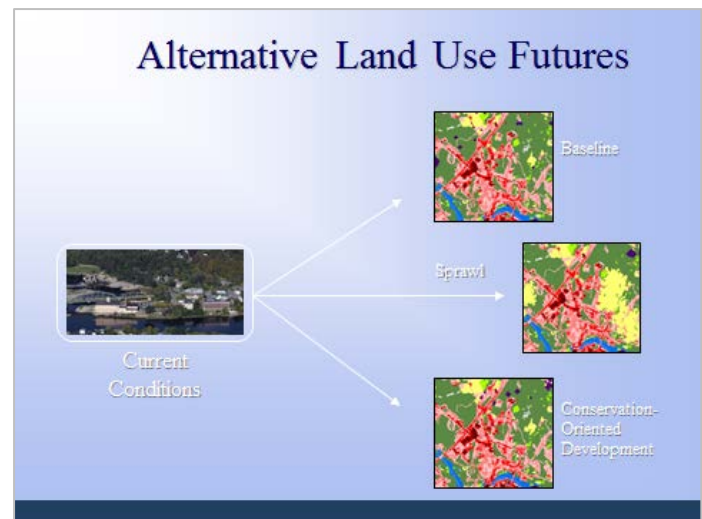 Alternative Land Use Futures
Baseline
Sprawl
Current
Conditions
Conservation-
Oriented
Development